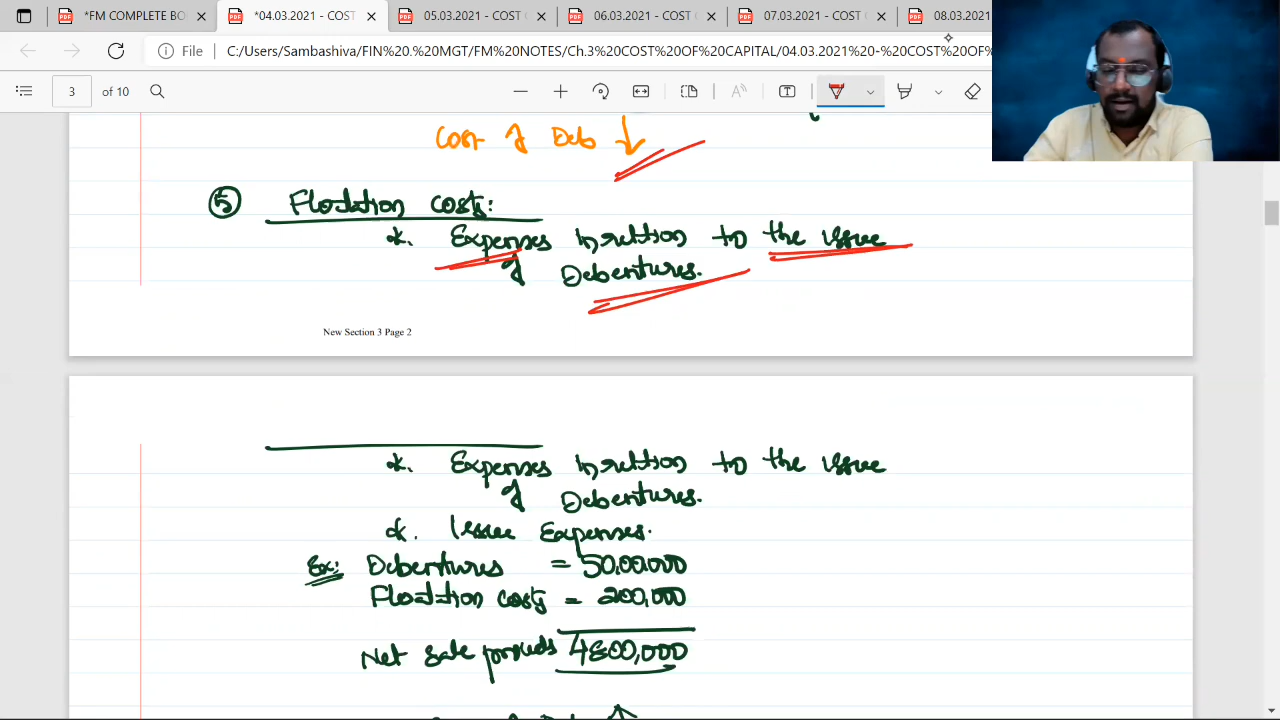 *FM COMPLETE BO
*04.03.2021 - COST
05.03.2021 - COST
06.03.2021 - COST
07.03.2021 - COST
08.03.2021
File C:/Users/Sambashiva/FIN%20.%20MGT/FM%20NOTES/Ch.3%20COST%20OF%20CAPITAL/04.03.2021%20-%20COST%20OF%
3 of 10
Cost of Deb ↓
5 Flotation costs:
Expenses in relation to the issue
of Debentures.
New Section 3 Page 2
Expenses in relation to the issue
of Debentures.
Issue Expenses.
Ex: Debentures = 50,00,000
Flotation costs = 200,000
Net sale proceeds 4800,000